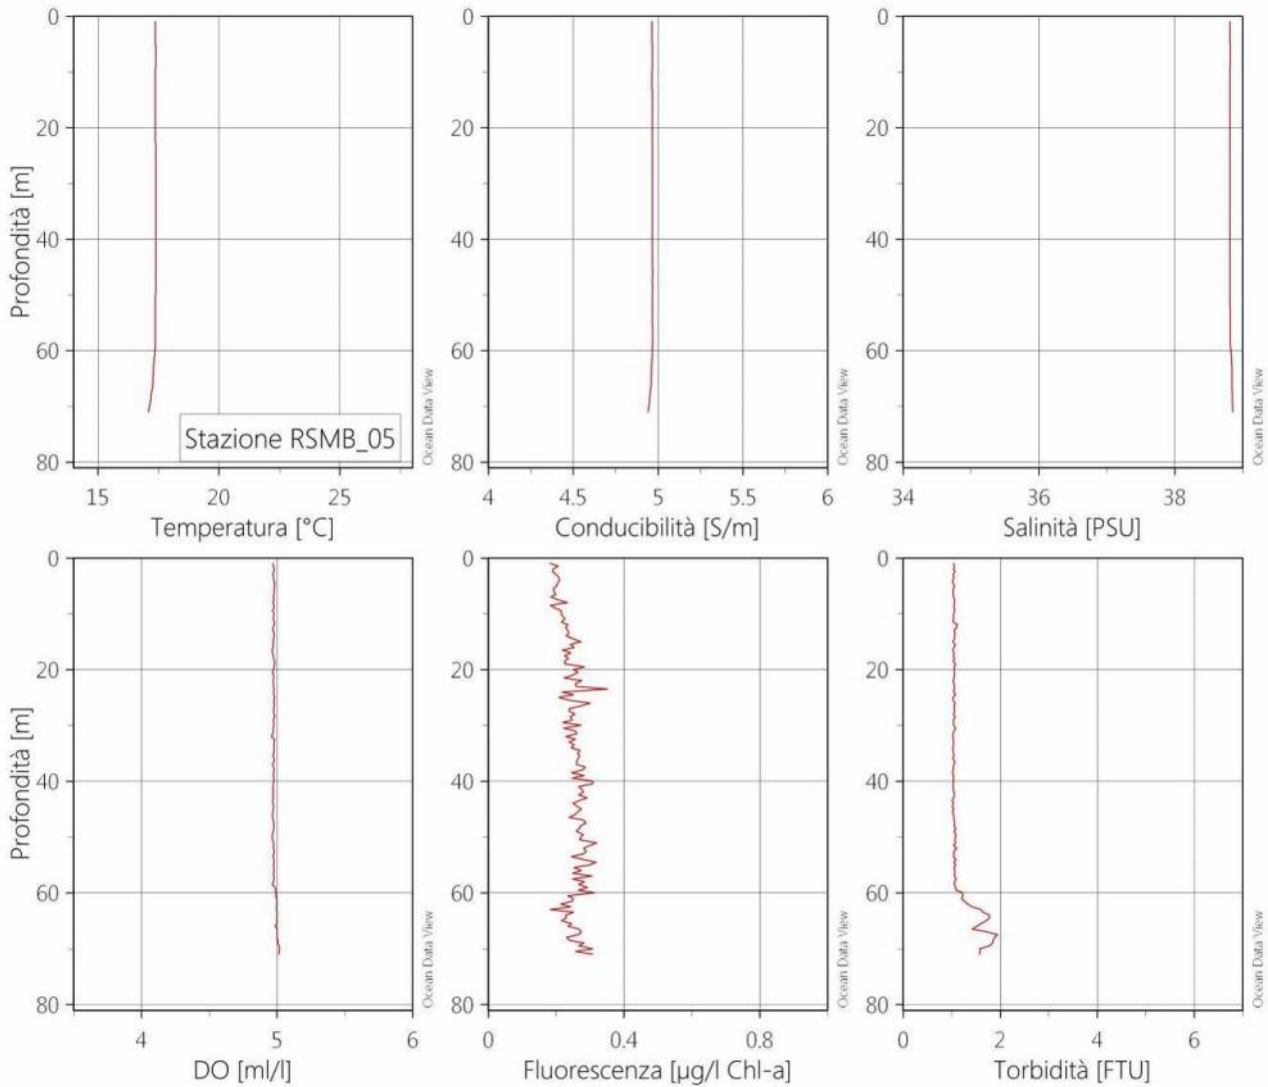 0
20
40
60
80
Profondità [m]
15 20 25
Temperatura [°C]
Stazione RSMB_05
Ocean Data View
0
20
40
60
80
4 4.5 5 5.5 6
Conducibilità [S/m]
Ocean Data View
0
20
40
60
80
34 36 38
Salinità [PSU]
Ocean Data View
0
20
40
60
80
Profondità [m]
4 5 6
DO [ml/l]
Ocean Data View
0
20
40
60
80
0 0.4 0.8
Fluorescenza [µg/l Chl-a]
Ocean Data View
0
20
40
60
80
0 2 4 6
Torbidità [FTU]
Ocean Data View